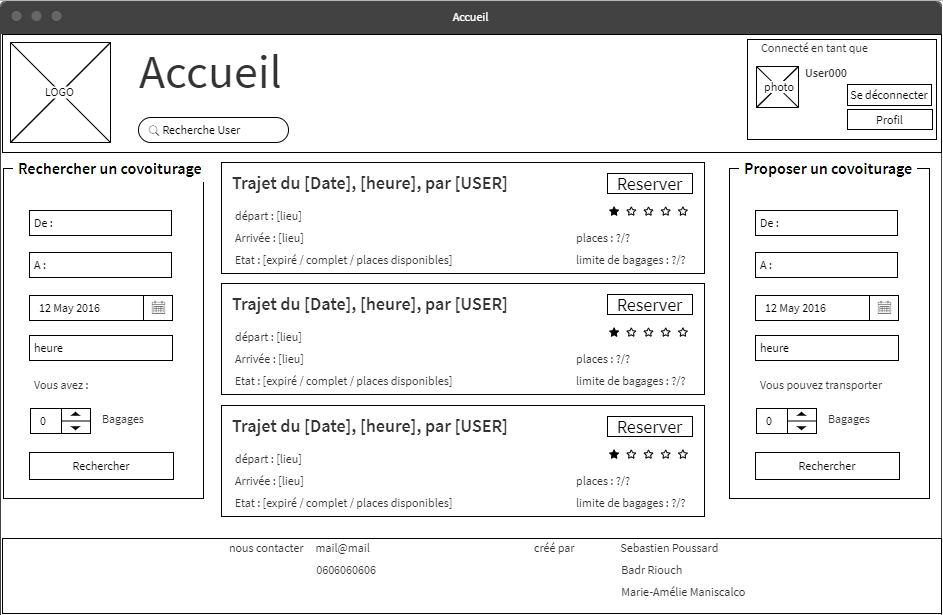 Accueil
LOGO
Accueil
Recherche User
Connecté en tant que
photo
User000
Se déconnecter
Profil
Rechercher un covoiturage
De :
A :
12 May 2016
heure
Vous avez :
0
Bagages
Rechercher
Trajet du [Date], [heure], par [USER]
Reserver
départ : [lieu]
Arrivée : [lieu]
places : ?/?
Etat : [expiré / complet / places disponibles]
limite de bagages : ?/?
Trajet du [Date], [heure], par [USER]
Reserver
départ : [lieu]
Arrivée : [lieu]
places : ?/?
Etat : [expiré / complet / places disponibles]
limite de bagages : ?/?
Trajet du [Date], [heure], par [USER]
Reserver
départ : [lieu]
Arrivée : [lieu]
places : ?/?
Etat : [expiré / complet / places disponibles]
limite de bagages : ?/?
Proposer un covoiturage
De :
A :
12 May 2016
heure
Vous pouvez transporter
0
Bagages
Rechercher
nous contacter
mail@mail
0606060606
créé par
Sebastien Poussard
Badr Riouch
Marie-Amélie Maniscalco